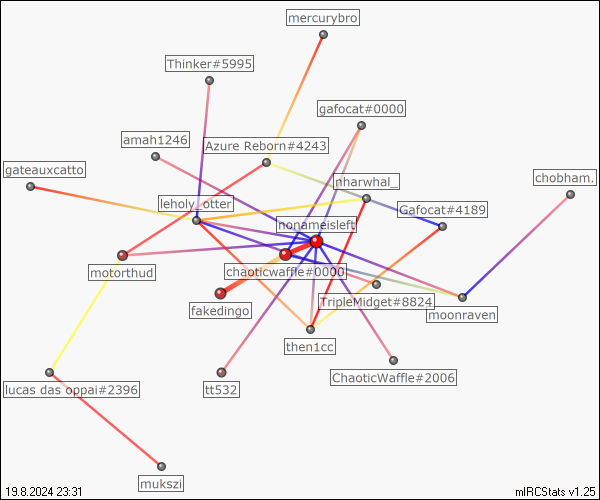 mercurybro
Thinker#5995
gafocat#0000
amah1246
Azure Reborn#4243
gateauxcatto
nharwhal_
chobham.
leholy_otter
Gafocat#4189
nonameisleft
motorthud
chaoticwaffle#0000
TripleMidget#8824
fakedingo
moonraven
then1cc
ChaoticWaffle#2006
lucas das oppai#2396
tt532
mukszi
19.8.2024 23:31
mIRCStats v1.25